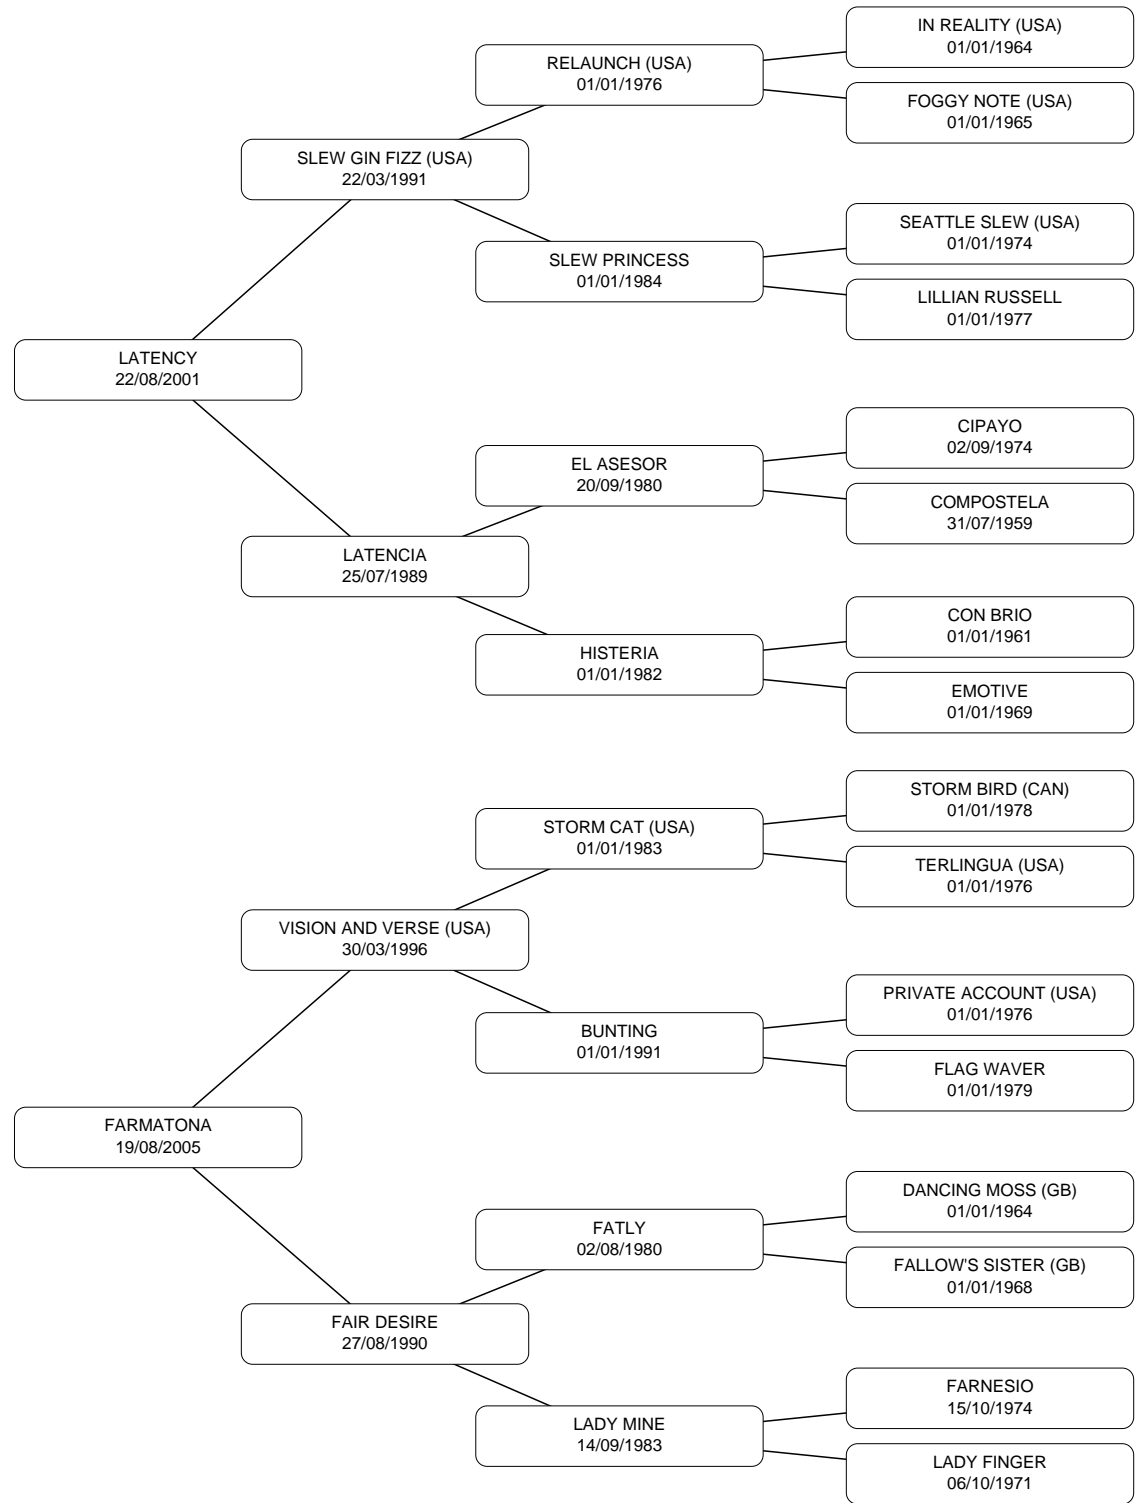 IN REALITY (USA)
01/01/1964
RELAUNCH (USA)
01/01/1976
FOGGY NOTE (USA)
01/01/1965
SLEW GIN FIZZ (USA)
22/03/1991
SEATTLE SLEW (USA)
01/01/1974
SLEW PRINCESS
01/01/1984
LILLIAN RUSSELL
01/01/1977
LATENCY
22/08/2001
CIPAYO
02/09/1974
EL ASESOR
20/09/1980
COMPOSTELA
31/07/1959
LATENCIA
25/07/1989
CON BRIO
01/01/1961
HISTERIA
01/01/1982
EMOTIVE
01/01/1969
STORM BIRD (CAN)
01/01/1978
STORM CAT (USA)
01/01/1983
TERLINGUA (USA)
01/01/1976
VISION AND VERSE (USA)
30/03/1996
PRIVATE ACCOUNT (USA)
01/01/1976
BUNTING
01/01/1991
FLAG WAVER
01/01/1979
FARMATONA
19/08/2005
DANCING MOSS (GB)
01/01/1964
FATLY
02/08/1980
FALLOW'S SISTER (GB)
01/01/1968
FAIR DESIRE
27/08/1990
FARNESIO
15/10/1974
LADY MINE
14/09/1983
LADY FINGER
06/10/1971